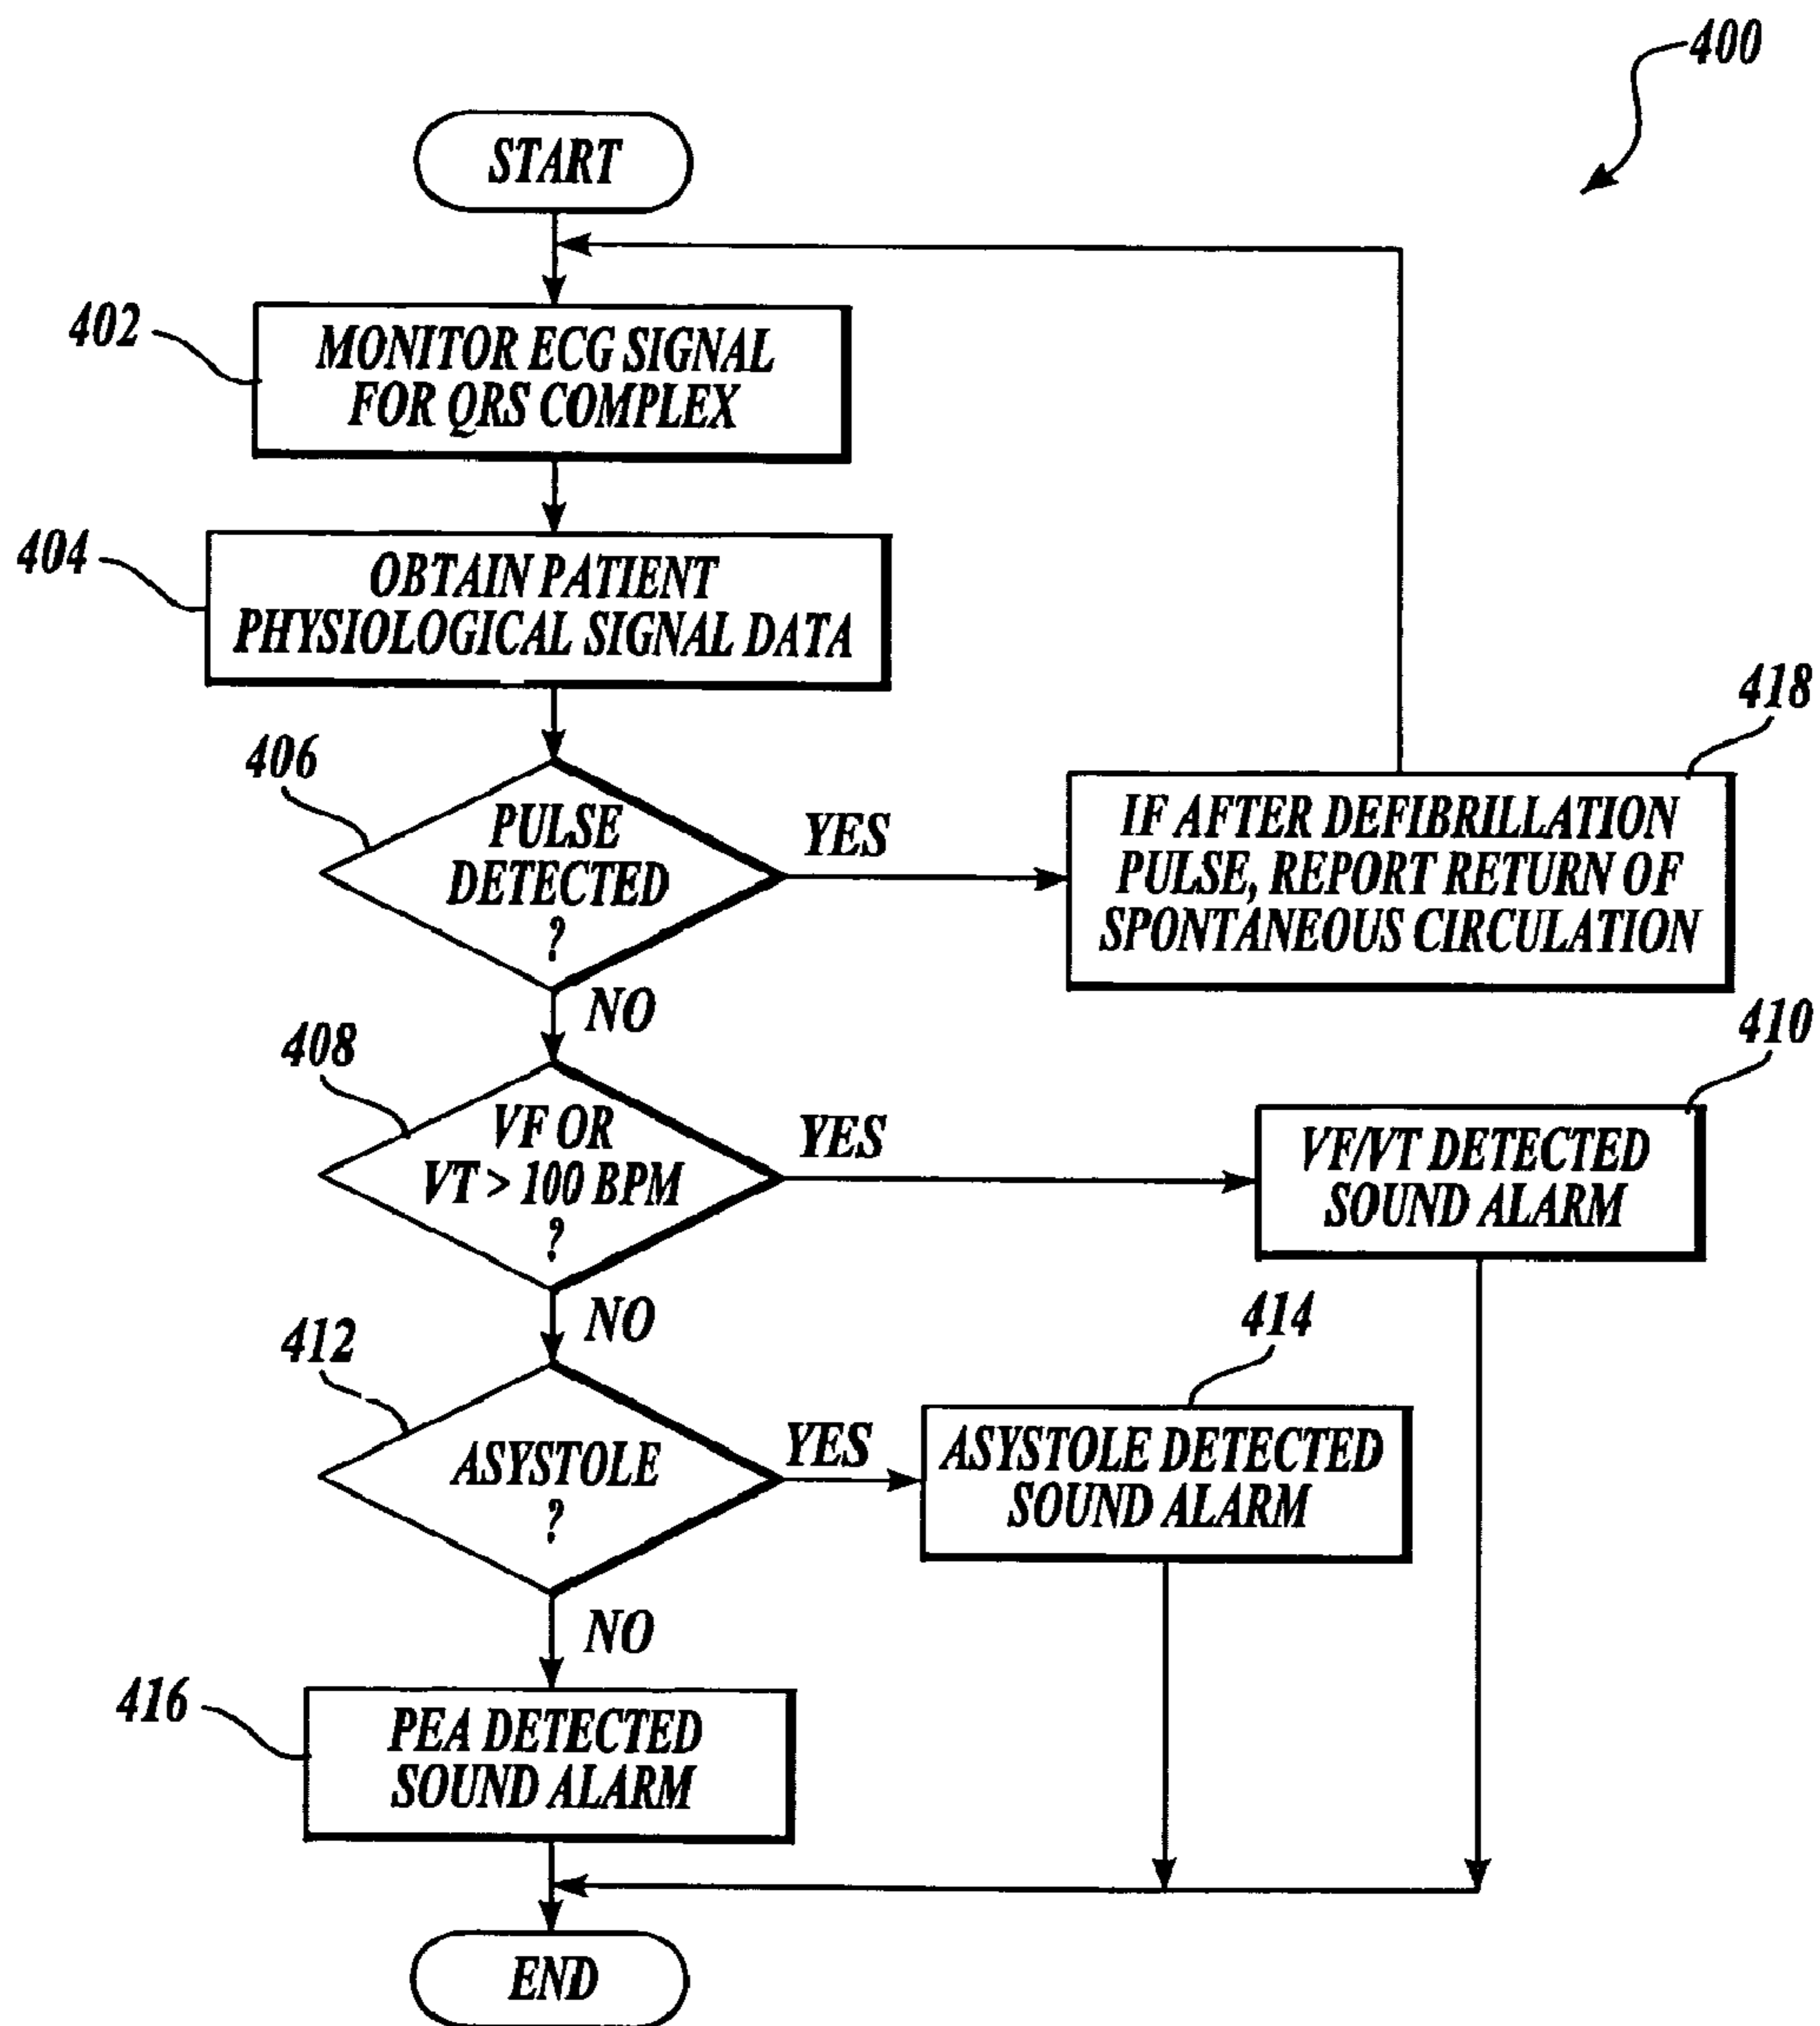 400
START
402
MONITOR ECG SIGNAL
FOR QRS COMPLEX
404
OBTAIN PATIENT
PHYSIOLOGICAL SIGNAL DATA
406
PULSE
DETECTED
?
YES
418
IF AFTER DEFIBRILLATION
PULSE, REPORT RETURN OF
SPONTANEOUS CIRCULATION
NO
408
VF OR
VT > 100 BPM
?
YES
410
VF/VT DETECTED
SOUND ALARM
NO
412
ASYSTOLE
?
YES
414
ASYSTOLE DETECTED
SOUND ALARM
NO
416
PEA DETECTED
SOUND ALARM
END